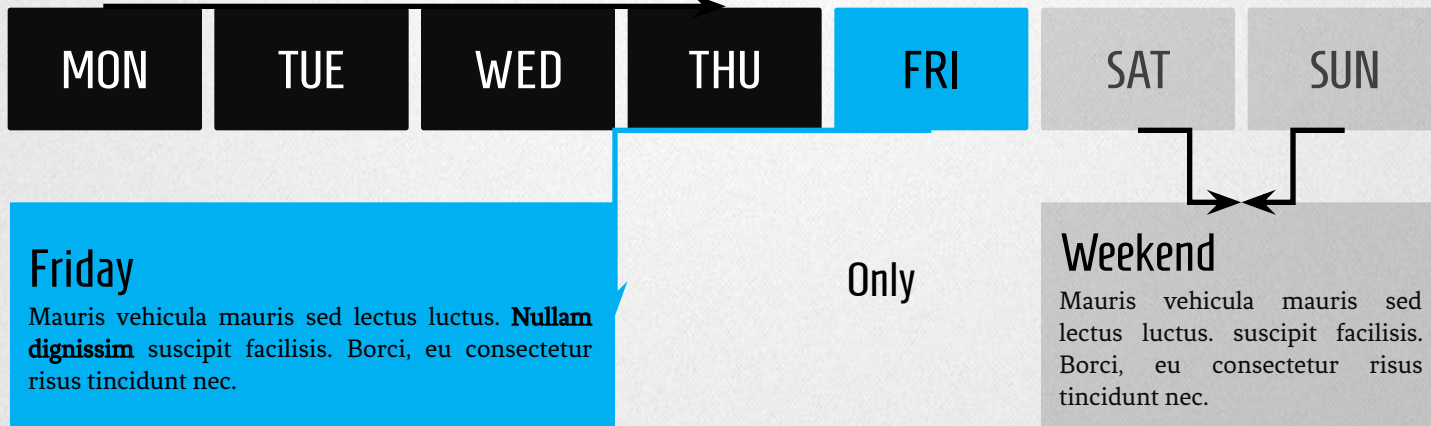 MON TUE WED THU FRI SAT SUN
Friday
Mauris vehicula mauris sed lectus luctus. Nullam
dignissim suscipit facilisis. Borci, eu consectetur
risus tincidunt nec.
Only
Weekend
Mauris vehicula mauris sed
lectus luctus. suscipit facilisis.
Borci, eu consectetur risus
tincidunt nec.